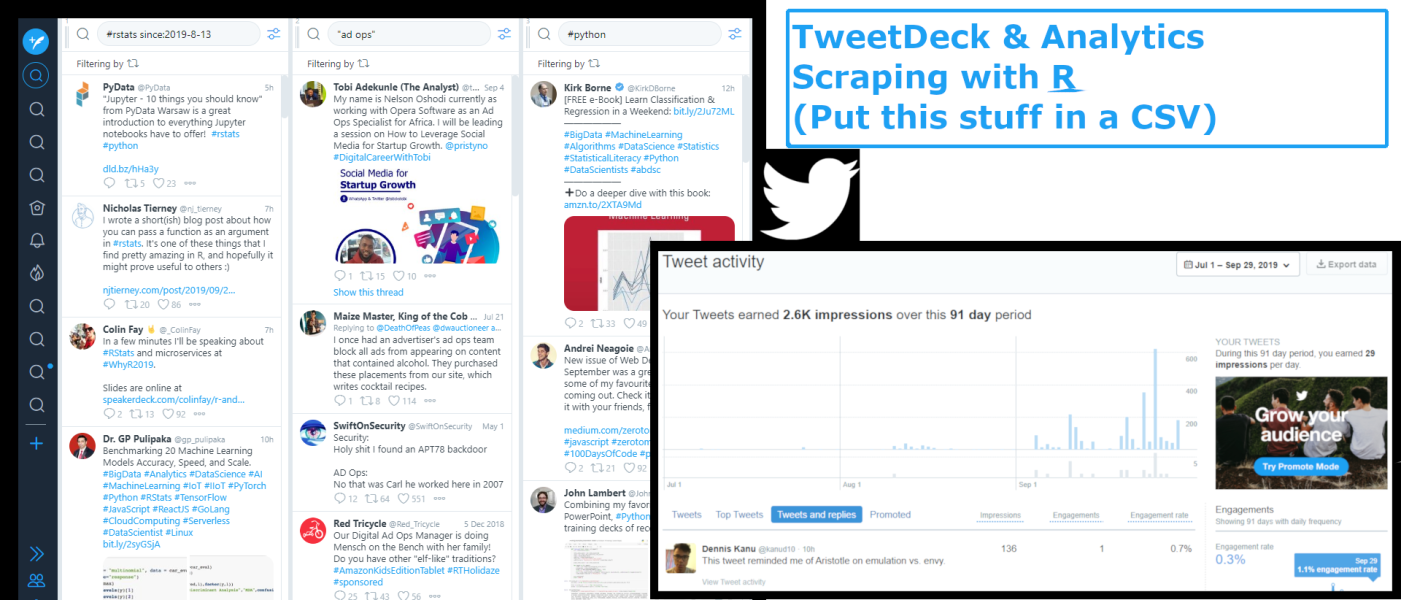 TweetDeck & Analytics
Scraping with R
(Put this stuff in a CSV)
#rstats since:2019-8-13
Filtering by
PyData @PyData 5h
"Jupyter - 10 things you should know"
from PyData Warsaw is a great
introduction to everything Jupyter
notebooks have to offer! #rstats
#python
dld.bz/hHa3y
5 23
Nicholas Tierney @nj_tierney 7h
I wrote a short(ish) blog post about how
you can pass a function as an argument
in #rstats. It's one of these things that I
find pretty amazing in R, and hopefully it
might prove useful to others :)
njtierney.com/post/2019/09/2...
20 86
Colin Fay @_ColinFay 7h
In a few minutes I'll be speaking about
#RStats and microservices at
#WhyR2019.
Slides are online at
speakerdeck.com/colinfay/r-and...
2 13 92
Dr. GP Pulipaka @gp_pulipaka 10h
Benchmarking 20 Machine Learning
Models Accuracy, Speed, and Scale.
#BigData #Analytics #DataScience #AI
#MachineLearning #IoT #IIoT #PyTorch
#Python #RStats #TensorFlow
#JavaScript #ReactJS #GoLang
#CloudComputing #Serverless
#DataScientist #Linux
bit.ly/2syGSjA
"ad ops"
Filtering by
Tobi Adekunle (The Analyst) @t... Sep 4
My name is Nelson Oshodi currently as
working with Opera Software as an Ad
Ops Specialist for Africa. I will be leading
a session on How to Leverage Social
Media for Startup Growth. @pristyno
#DigitalCareerWithTobi
Social Media for
Startup Growth
1 15 10
Show this thread
Maize Master, King of the Cob ... Jul 21
Replying to @DeathOfPeas @dwauctioneer a...
I once had an advertiser's ad ops team
block all ads from appearing on content
that contained alcohol. They purchased
these placements from our site, which
writes cocktail recipes.
1 8 114
SwiftOnSecurity @SwiftOnSecurity May 1
Security:
Holy shit I found an APT78 backdoor
AD Ops:
No that was Carl he worked here in 2007
12 64 551
Red Tricycle @Red_Tricycle 5 Dec 2018
Our Digital Ad Ops Manager is doing
Mensch on the Bench with her family!
Do you have other "elf-like" traditions?
#AmazonKidsEditionTablet #RTHolidaze
#sponsored
25 43 56
#python
Filtering by
Kirk Borne @KirkDBorne 12h
[FREE e-Book] Learn Classification &
Regression in a Weekend: bit.ly/2Ju72ML
#BigData #MachineLearning
#Algorithms #DataScience #Statistics
#StatisticalLiteracy #Python
#DataScientists #abdsc
+Do a deeper dive with this book:
amzn.to/2XTA9Md
Machine Learning
2 33 49
Andrei Neagoie
New issue of Web De
September was a gre
some of my favourite
coming out. Check it
it with your friends, f
medium.com/zeroto
#javascript #zerotom
#100DaysOfCode #p
2 21 92
John Lambert @John
Combining my favor
PowerPoint, #Python
training decks of rece
Tweet activity
Jul 1 – Sep 29, 2019
Export data
Your Tweets earned 2.6K impressions over this 91 day period
600
400
200
5
Jul 1 Aug 1 Sep 1
YOUR TWEETS
During this 91 day period, you earned 29
impressions per day.
Grow your
audience
Try Promote Mode
Tweets Top Tweets Tweets and replies Promoted Impressions Engagements Engagement rate
Dennis Kanu @kanud10 10h 136 1 0.7%
This tweet reminded me of Aristotle on emulation vs. envy.
View Tweet activity
Engagements
Showing 91 days with daily frequency
Engagement rate
0.3%
Sep 29
1.1% engagement rate